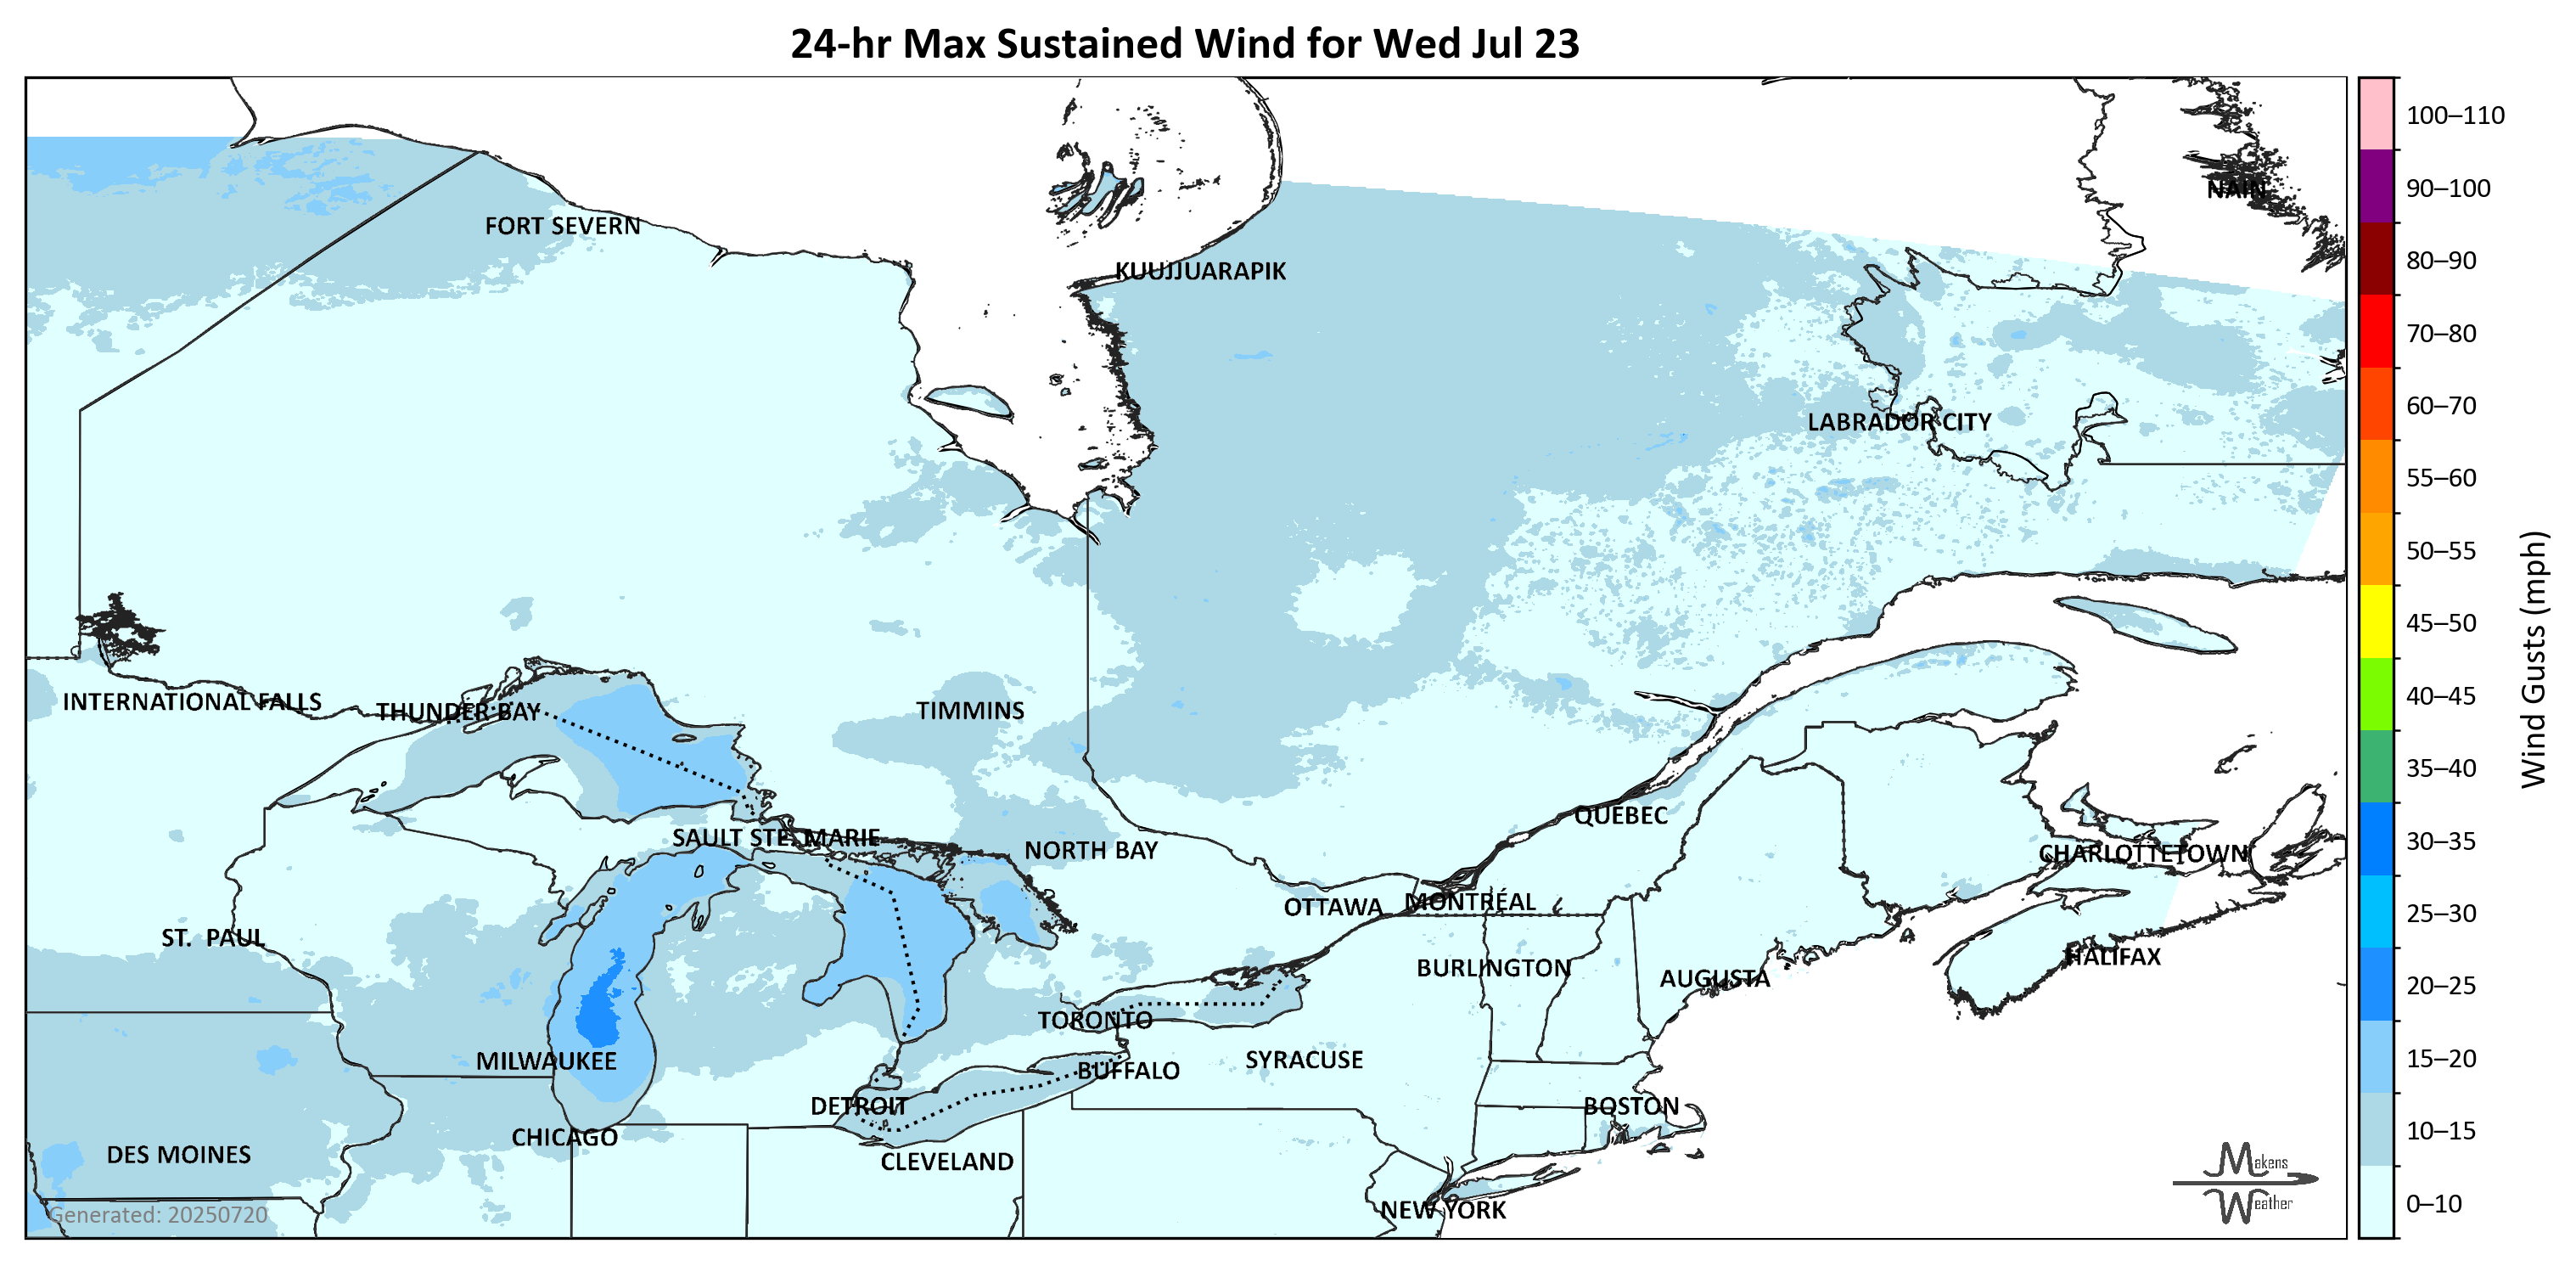 24-hr Max Sustained Wind for Wed Jul 23
100–110
90–100
NAIN
FORT SEVERN
80–90
KUUJJUARAPIK
70–80
60–70
LABRADOR CITY
55–60
50–55
45–50
Wind Gusts (mph)
40–45
INTERNATIONAL FALLS
THUNDER BAY
TIMMINS
35–40
QUÉBEC
30–35
SAULT STE. MARIE
NORTH BAY
CHARLOTTETOWN
OTTAWA
MONTRÉAL
25–30
ST. PAUL
HALIFAX
BURLINGTON
AUGUSTA
20–25
TORONTO
MILWAUKEE
SYRACUSE
15–20
BUFFALO
DETROIT
BOSTON
CHICAGO
10–15
DES MOINES
CLEVELAND
Makens
Weather
NEW YORK
0–10
Generated: 20250720